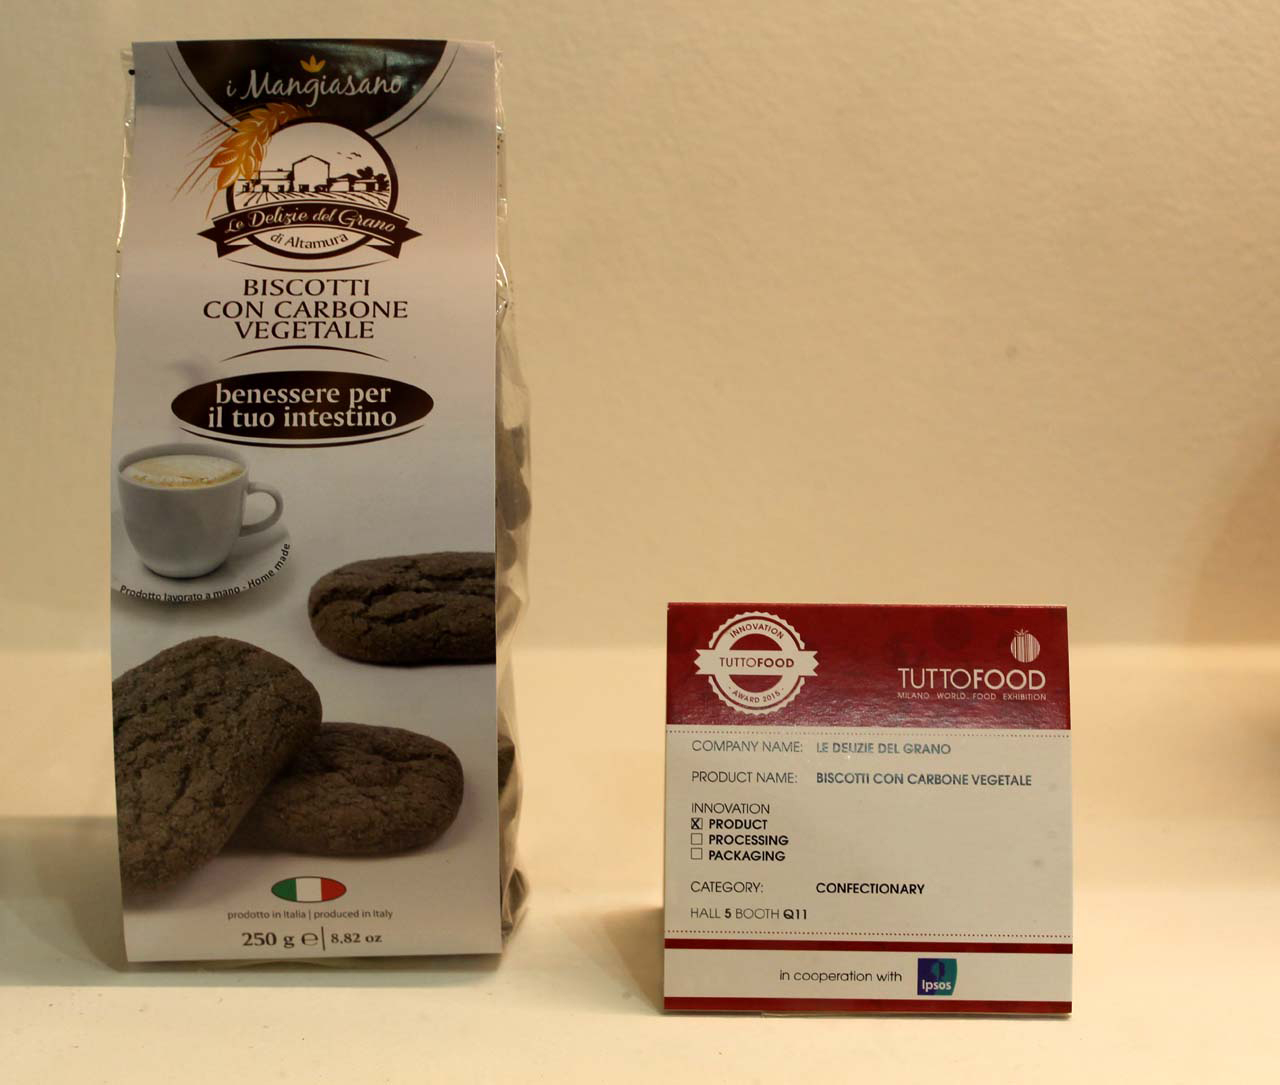 i Mangiasano
Le Delizie del Grano
di Altamura
BISCOTTI
CON CARBONE
VEGETALE
benessere per
il tuo intestino
Prodotto lavorato a mano - Home made
prodotto in Italia | produced in Italy
250 g ℮ | 8,82 oz
INNOVATION
TUTTOFOOD
- AWARD 2015 -
TUTTOFOOD
MILANO WORLD FOOD EXHIBITION
COMPANY NAME: LE DELIZIE DEL GRANO
PRODUCT NAME: BISCOTTI CON CARBONE VEGETALE
INNOVATION
X PRODUCT
PROCESSING
PACKAGING
CATEGORY: CONFECTIONARY
HALL 5 BOOTH Q11
in cooperation with Ipsos